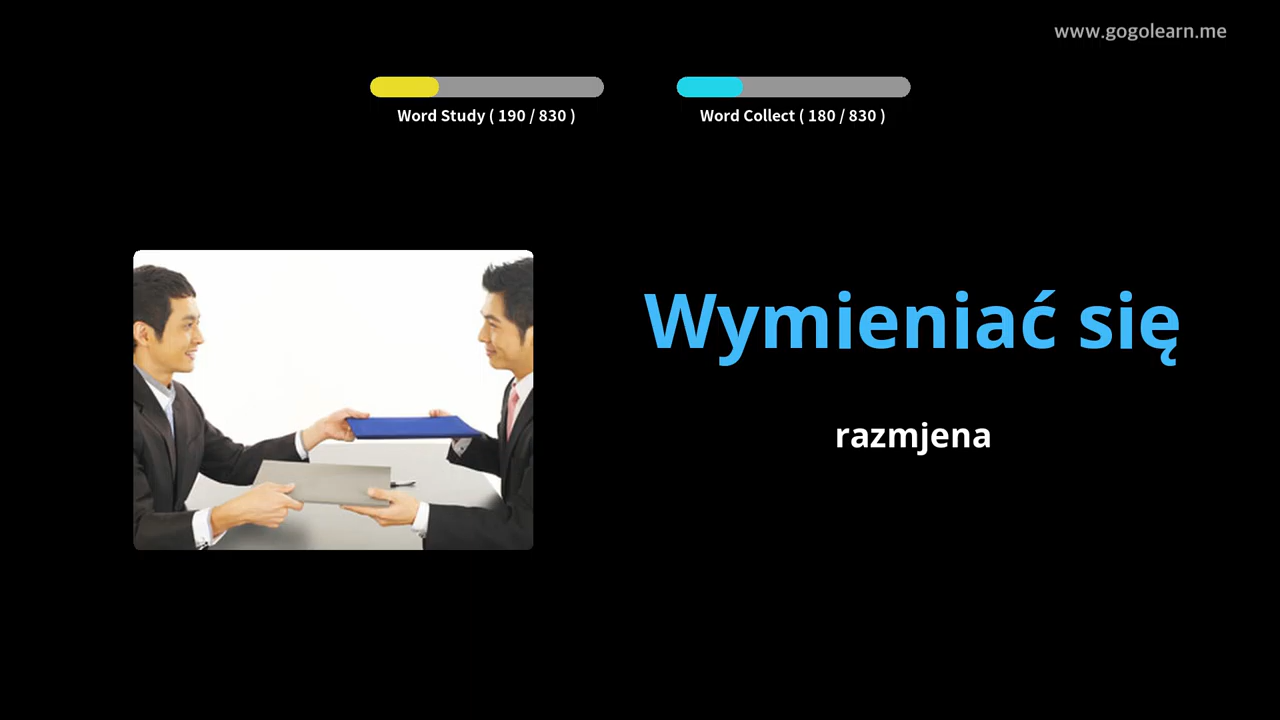 www.gogolearn.me
Word Study ( 190 / 830 )
Word Collect ( 180 / 830 )
Wymieniać się
razmjena